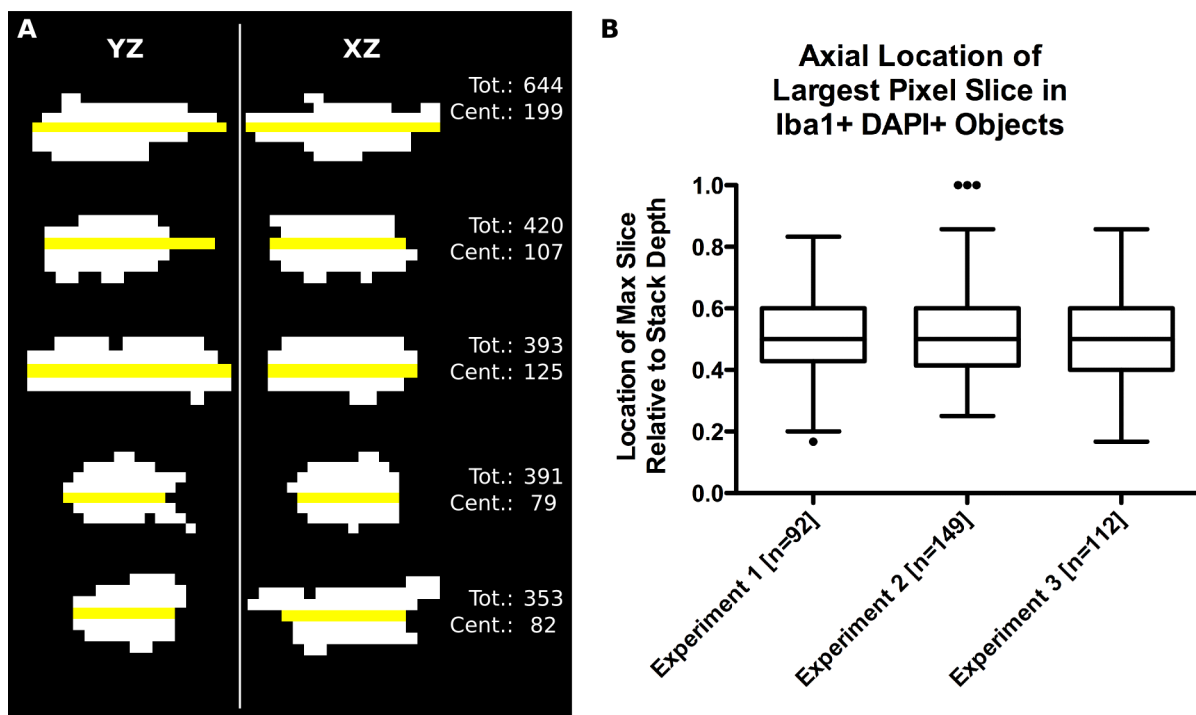 A
YZ
XZ
Tot.: 644
Cent.: 199
Tot.: 420
Cent.: 107
Tot.: 393
Cent.: 125
Tot.: 391
Cent.: 79
Tot.: 353
Cent.: 82
B
Axial Location of
Largest Pixel Slice in
Iba1+ DAPI+ Objects
Location of Max Slice
Relative to Stack Depth
1.0
0.8
0.6
0.4
0.2
0.0
Experiment 1 [n=92]
Experiment 2 [n=149]
Experiment 3 [n=112]